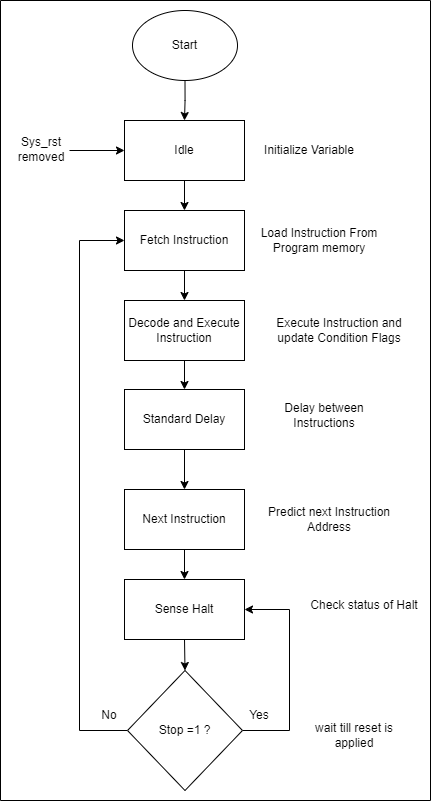 Start
Sys_rst
removed
Idle
Initialize Variable
Fetch Instruction
Load Instruction From
Program memory
Decode and Execute
Instruction
Execute Instruction and
update Condition Flags
Standard Delay
Delay between
Instructions
Next Instruction
Predict next Instruction
Address
Sense Halt
Check status of Halt
No
Stop =1 ?
Yes
wait till reset is
applied